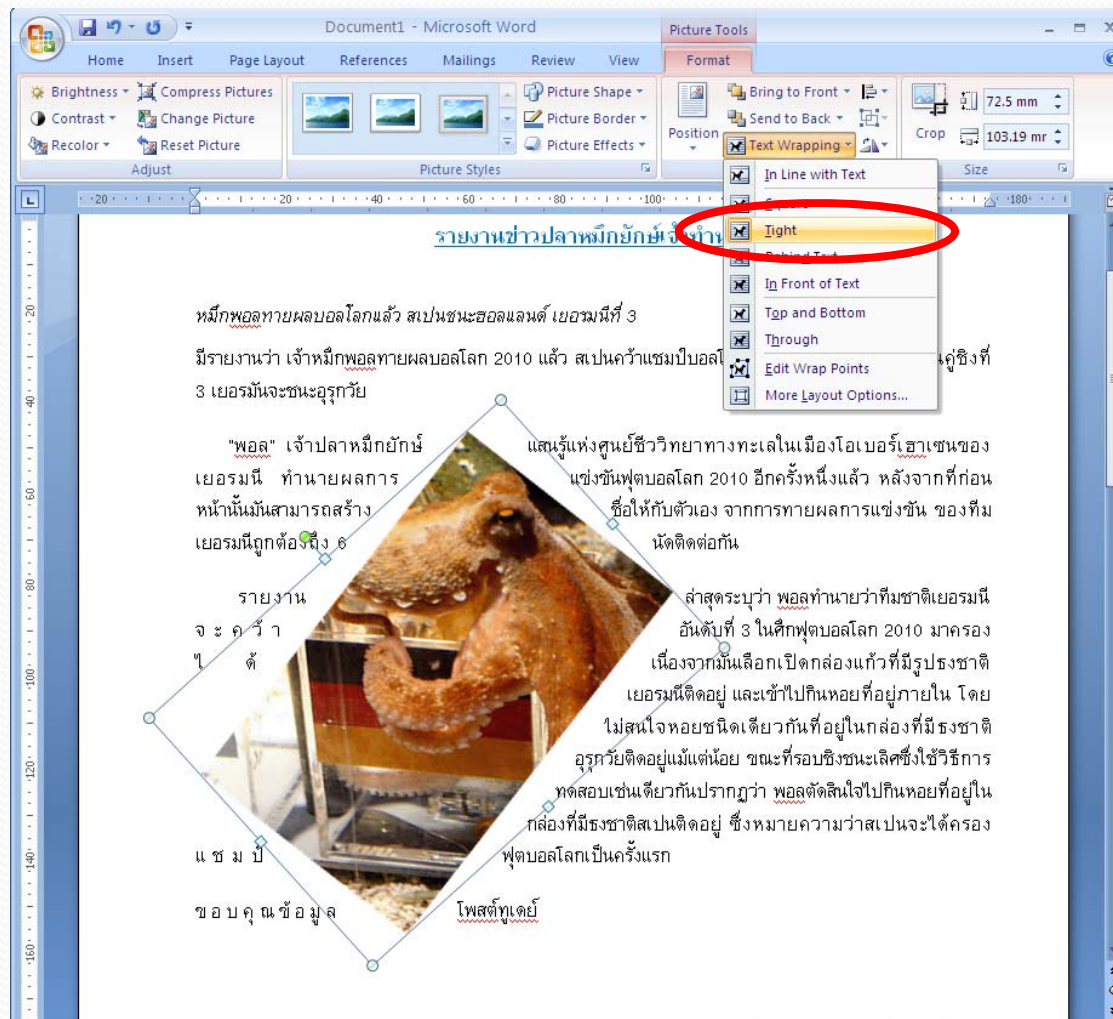 Document1 - Microsoft Word Picture Tools
Home Insert Page Layout References Mailings Review View Format
Brightness Compress Pictures Picture Shape Bring to Front 72.5 mm
Contrast Change Picture Picture Border Send to Back
Recolor Reset Picture Picture Effects Position Text Wrapping Crop 103.19 mr
Adjust Picture Styles Size
In Line with Text
Square
Tight
Behind Text
In Front of Text
Top and Bottom
Through
Edit Wrap Points
More Layout Options...
20 20 40 60 80 100 180
20
40
60
80
100
120
140
160
รายงานข่าวปลาหมึกยักษ์เจ้าทำน
หมึกพอลทายผลบอลโลกแล้ว สเปนชนะฮอลแลนด์ เยอรมนีที่ 3
มีรายงานว่า เจ้าหมึกพอลทายผลบอลโลก 2010 แล้ว สเปนคว้าแชมป์บอลโ นคู่ชิงที่
3 เยอรมันจะชนะอุรุกวัย
"พอล" เจ้าปลาหมึกยักษ์ แสนรู้แห่งศูนย์ชีววิทยาทางทะเลในเมืองโอเบอร์เฮาเซนของ
เยอรมนี ทำนายผลการ แข่งขันฟุตบอลโลก 2010 อีกครั้งหนึ่งแล้ว หลังจากที่ก่อน
หน้านั้นมันสามารถสร้าง ชื่อให้กับตัวเอง จากการทายผลการแข่งขัน ของทีม
เยอรมนีถูกต้องถึง 6 นัดติดต่อกัน
รายงาน ล่าสุดระบุว่า พอลทำนายว่าทีมชาติเยอรมนี
จะคว้า อันดับที่ 3 ในศึกฟุตบอลโลก 2010 มาครอง
ได้ เนื่องจากมันเลือกเปิดกล่องแก้วที่มีรูปธงชาติ
เยอรมนีติดอยู่ และเข้าไปกินหอยที่อยู่ภายใน โดย
ไม่สนใจหอยชนิดเดียวกันที่อยู่ในกล่องที่มีธงชาติ
อุรุกวัยติดอยู่แม้แต่น้อย ขณะที่รอบชิงชนะเลิศซึ่งใช้วิธีการ
ทดสอบเช่นเดียวกันปรากฏว่า พอลตัดสินใจไปกินหอยที่อยู่ใน
กล่องที่มีธงชาติสเปนติดอยู่ ซึ่งหมายความว่าสเปนจะได้ครอง
แชมป์ ฟุตบอลโลกเป็นครั้งแรก
ขอบคุณข้อมูล โพสต์ทูเดย์